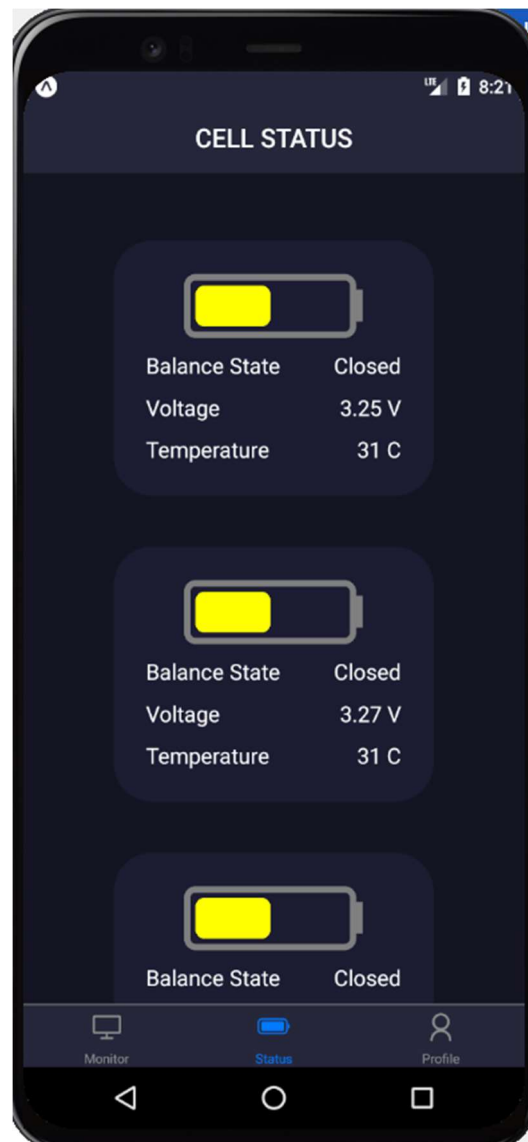 LTE 8:21
CELL STATUS
Balance State Closed
Voltage 3.25 V
Temperature 31 C
Balance State Closed
Voltage 3.27 V
Temperature 31 C
Balance State Closed
Monitor Status Profile